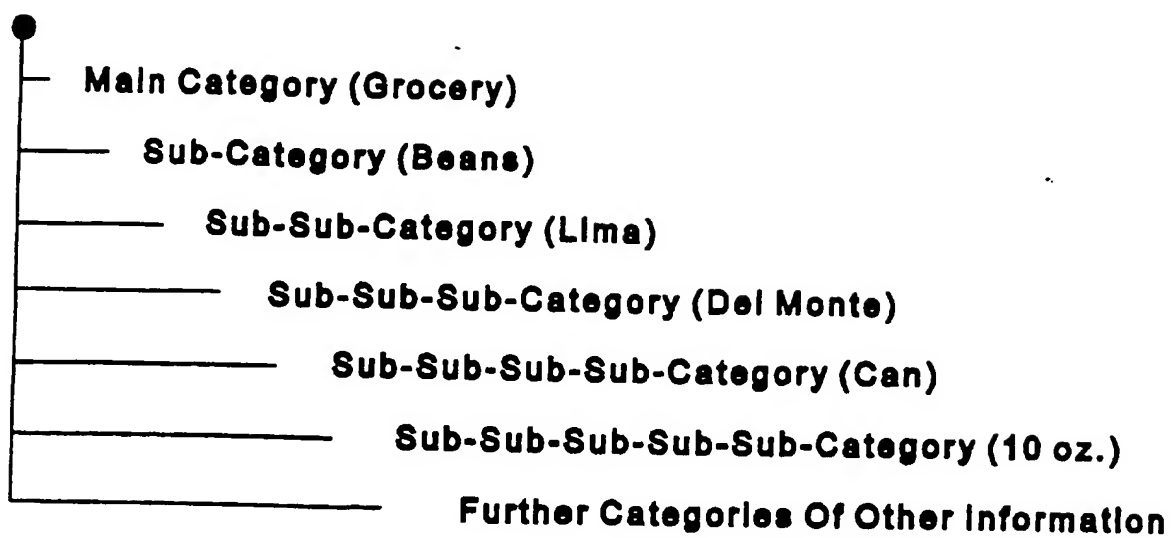 Main Category (Grocery)
Sub-Category (Beans)
Sub-Sub-Category (Lima)
Sub-Sub-Sub-Category (Del Monte)
Sub-Sub-Sub-Sub-Category (Can)
Sub-Sub-Sub-Sub-Sub-Category (10 oz.)
Further Categories Of Other Information